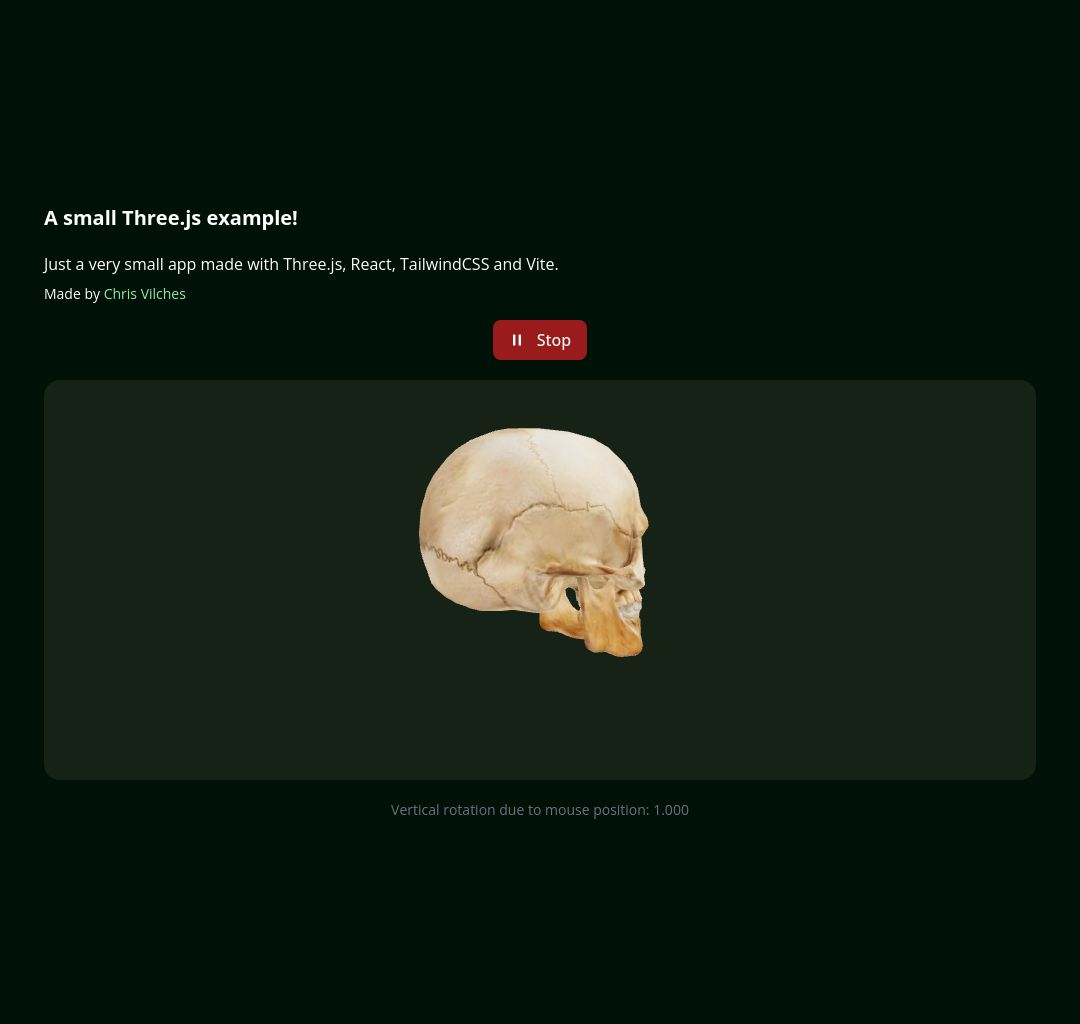 A small Three.js example!
Just a very small app made with Three.js, React, TailwindCSS and Vite.
Made by Chris Vilches
Stop
Vertical rotation due to mouse position: 1.000